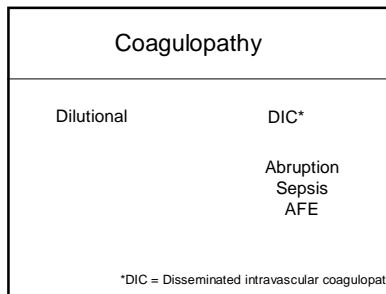 Coagulopathy
Dilutional DIC*
Abruption
Sepsis
AFE
*DIC = Disseminated intravascular coagulopat